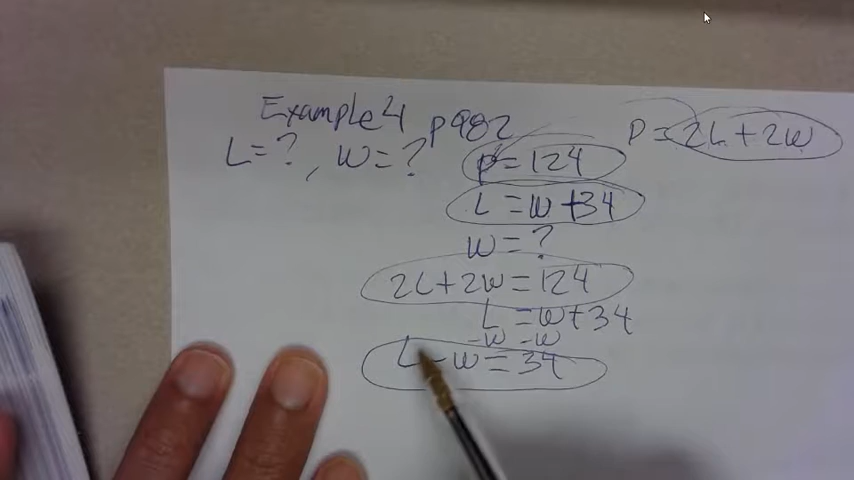 Example 4 p982
L = ? , W = ?
P = 124
P = 2L + 2W
L = W + 34
W = ?
2L + 2W = 124
L = W + 34
-W -W
L - W = 34